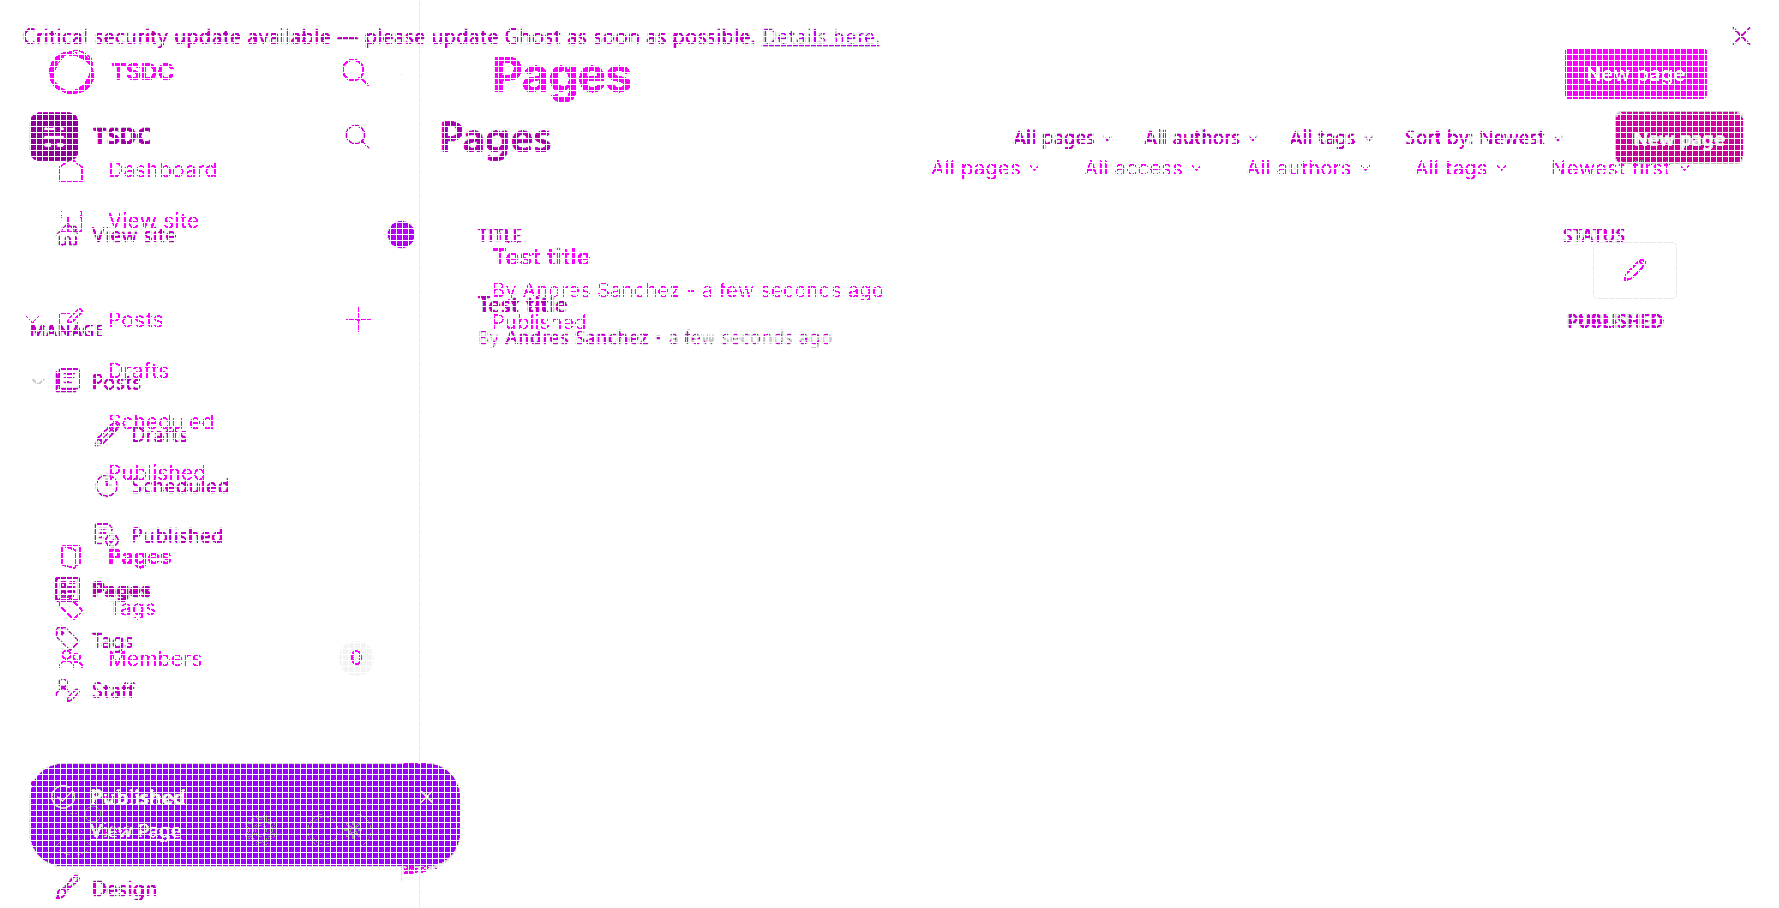 Critical security update available — please update Ghost as soon as possible. Details here.
TSDC
Pages
New page
TSDC
Pages
All pages
All authors
All tags
Sort by: Newest
New page
Dashboard
All pages
All access
All authors
All tags
Newest first
View site
View site
TITLE
STATUS
Test title
By Andres Sanchez - a few seconds ago
Test title
Posts
Published
PUBLISHED
MANAGE
By Andres Sanchez - a few seconds ago
Drafts
Posts
Scheduled
Drafts
Published
Scheduled
Published
Pages
Pages
Tags
Tags
Members
0
Staff
Published
View Page
Design